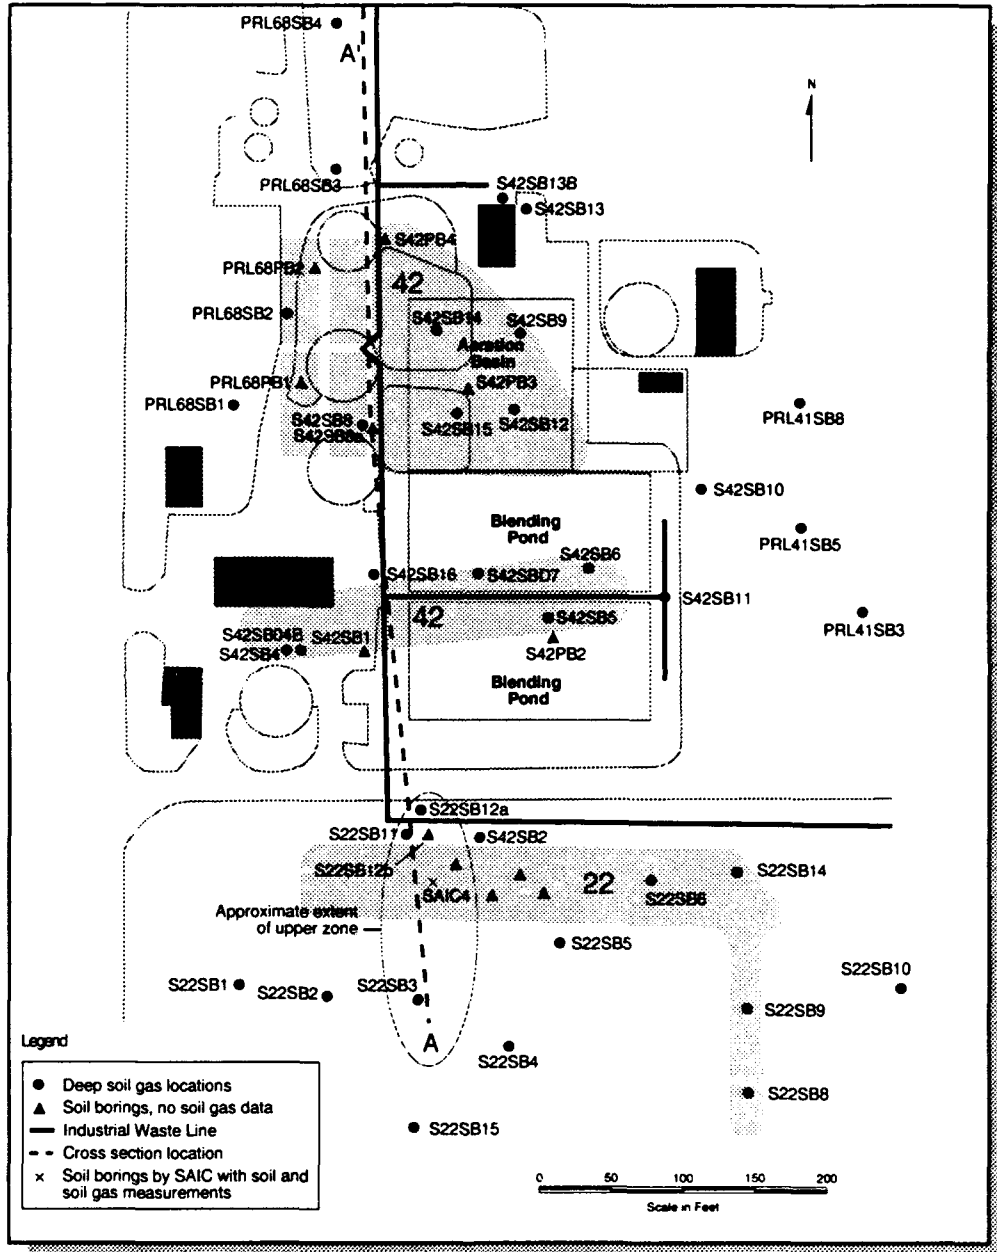 PRL68SB4
A'
N
PRL68SB3
S42SB13B
S42SB13
S42PB4
PRL68PB2
42
PRL68SB2
S42SB14
S42SB9
Aeration
Basin
PRL68PB1
S42PB3
PRL68SB1
PRL41SB8
S42SB8
S42SB8a
S42SB15
S42SB12
S42SB10
Blending
Pond
PRL41SB5
S42SB6
S42SB16
S42SBD7
S42SB11
42
S42SB5
PRL41SB3
S42SB04B
S42SB1
S42SB4
S42PB2
Blending
Pond
S22SB12a
S22SB11
S42SB2
S22SB12b
S22SB14
22
SAIC4
S22SB6
Approximate extent
of upper zone
S22SB5
S22SB10
S22SB1
S22SB2
S22SB3
S22SB9
Legend
A
S22SB4
Deep soil gas locations
S22SB8
Soil borings, no soil gas data
S22SB15
Industrial Waste Line
Cross section location
Soil borings by SAIC with soil and
soil gas measurements
0 50 100 150 200
Scale in Feet